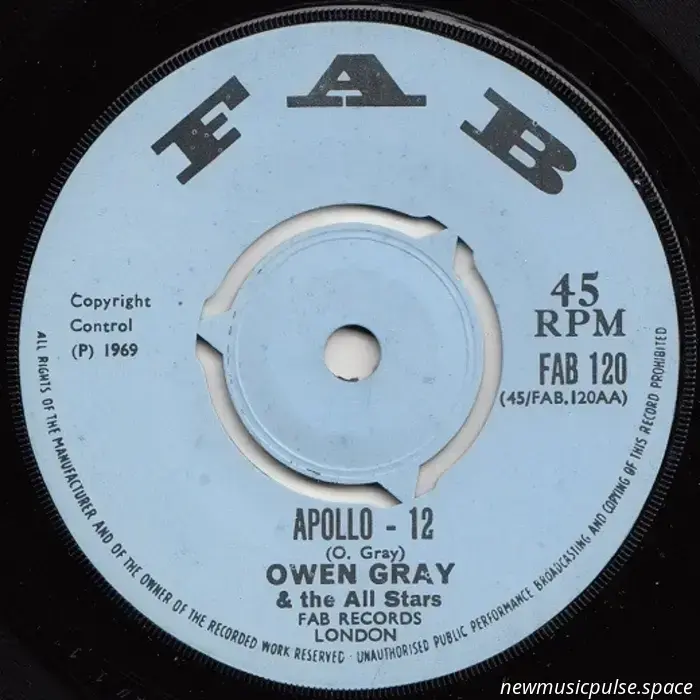 FAB
Copyright
Control
(P) 1969
45
RPM
FAB 120
(45/FAB.120AA)
APOLLO - 12
(O. Gray)
OWEN GRAY
& the All Stars
FAB RECORDS
LONDON
ALL RIGHTS OF THE MANUFACTURER AND OF THE OWNER OF THE RECORDED WORK RESERVED - UNAUTHORISED PUBLIC PERFORMANCE BROADCASTING AND COPYING OF THIS RECORD PROHIBITED
newmusicpulse.space